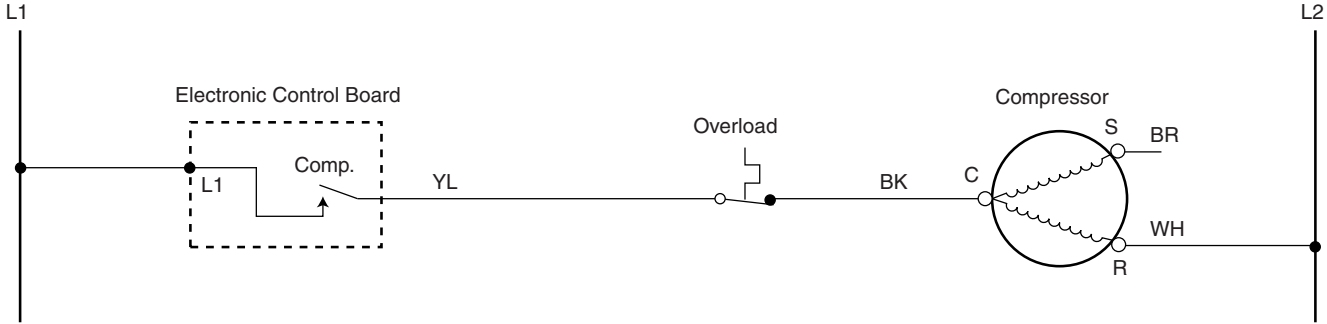 L1
L2
Electronic Control Board
Compressor
Overload
S
BR
Comp.
L1
YL
BK
C
WH
R